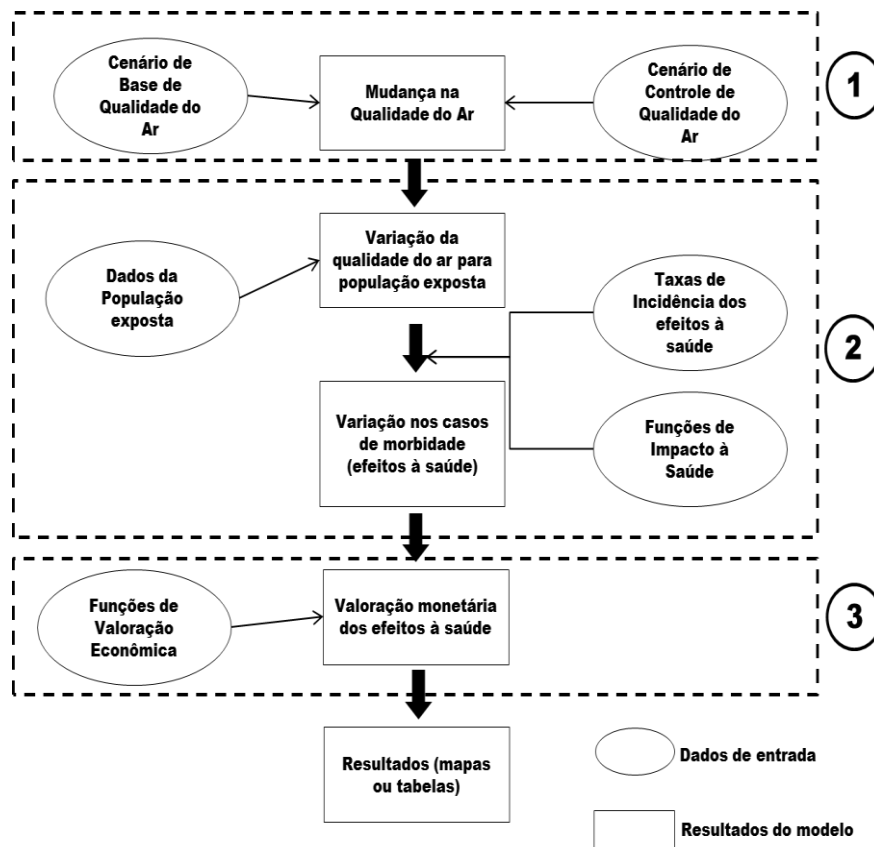 Cenário de
Base de
Qualidade do
Ar
Mudança na
Qualidade do Ar
Cenário de
Controle de
Qualidade do
Ar
1
Variação da
qualidade do ar para
população exposta
Dados da
População
exposta
Taxas de
Incidência dos
efeitos à
saúde
2
Variação nos casos
de morbidade
(efeitos à saúde)
Funções de
Impacto à
Saúde
Funções de
Valoração
Econômica
Valoração monetária
dos efeitos à saúde
3
Resultados (mapas
ou tabelas)
Dados de entrada
Resultados do modelo